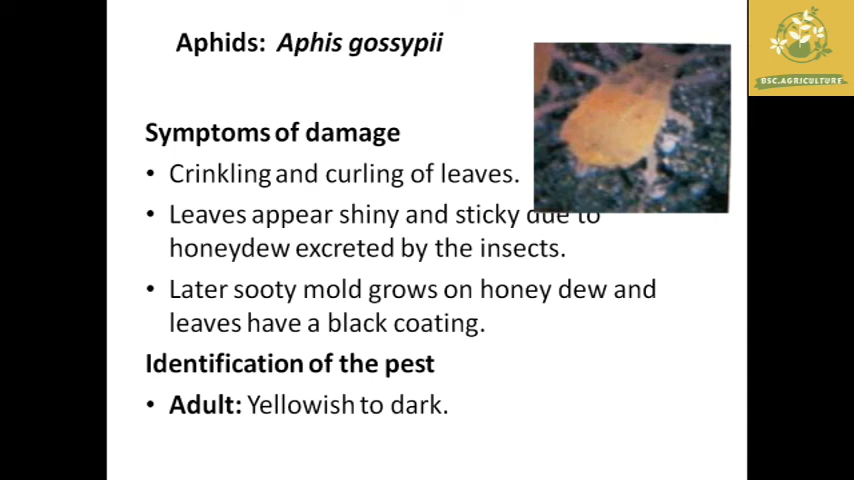 Aphids: Aphis gossypii
BSC.AGRICULTURE
Symptoms of damage
• Crinkling and curling of leaves.
• Leaves appear shiny and sticky due to
honeydew excreted by the insects.
• Later sooty mold grows on honey dew and
leaves have a black coating.
Identification of the pest
• Adult: Yellowish to dark.